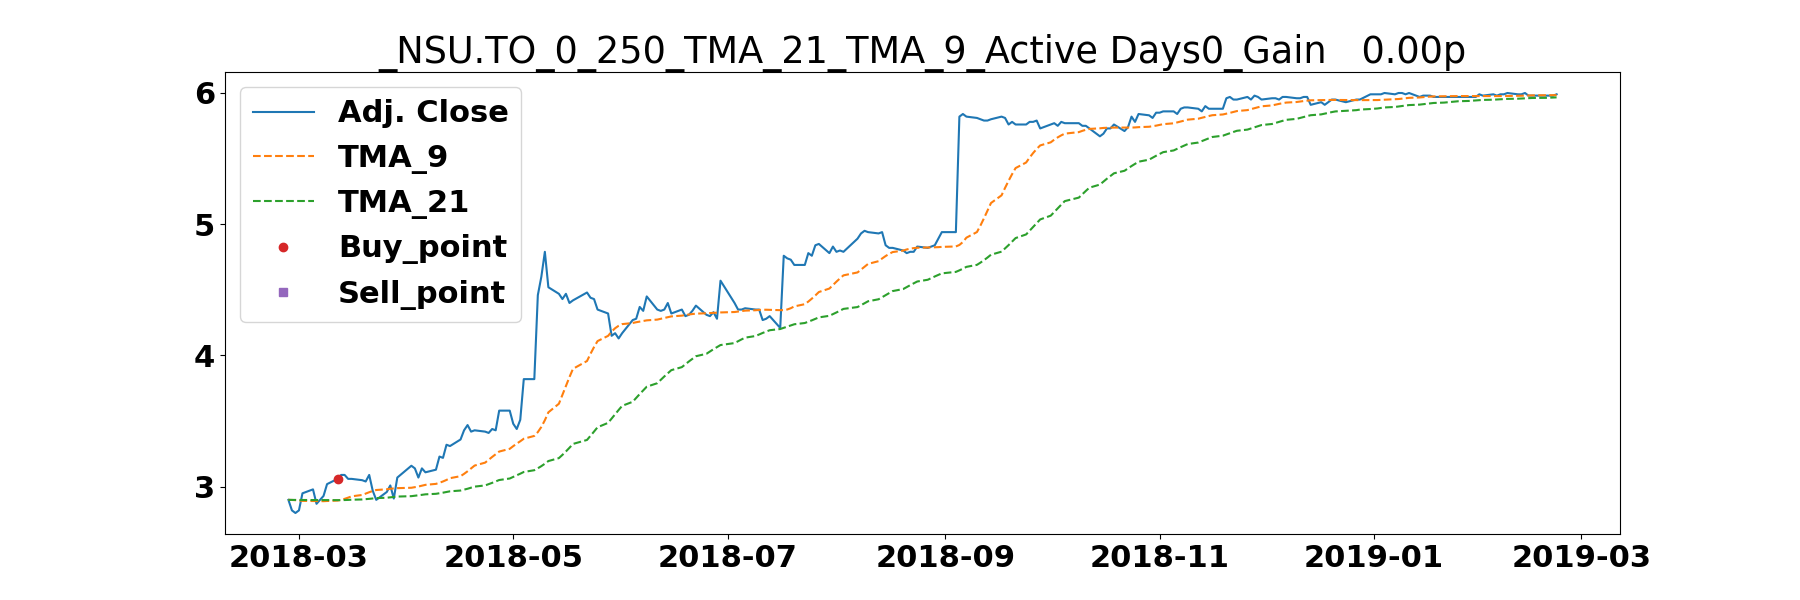 _NSU.TO_0_250_TMA_21_TMA_9_Active Days0_Gain   0.00p
6
5
4
3
Adj. Close
TMA_9
TMA_21
Buy_point
Sell_point
2018-03 2018-05 2018-07 2018-09 2018-11 2019-01 2019-03